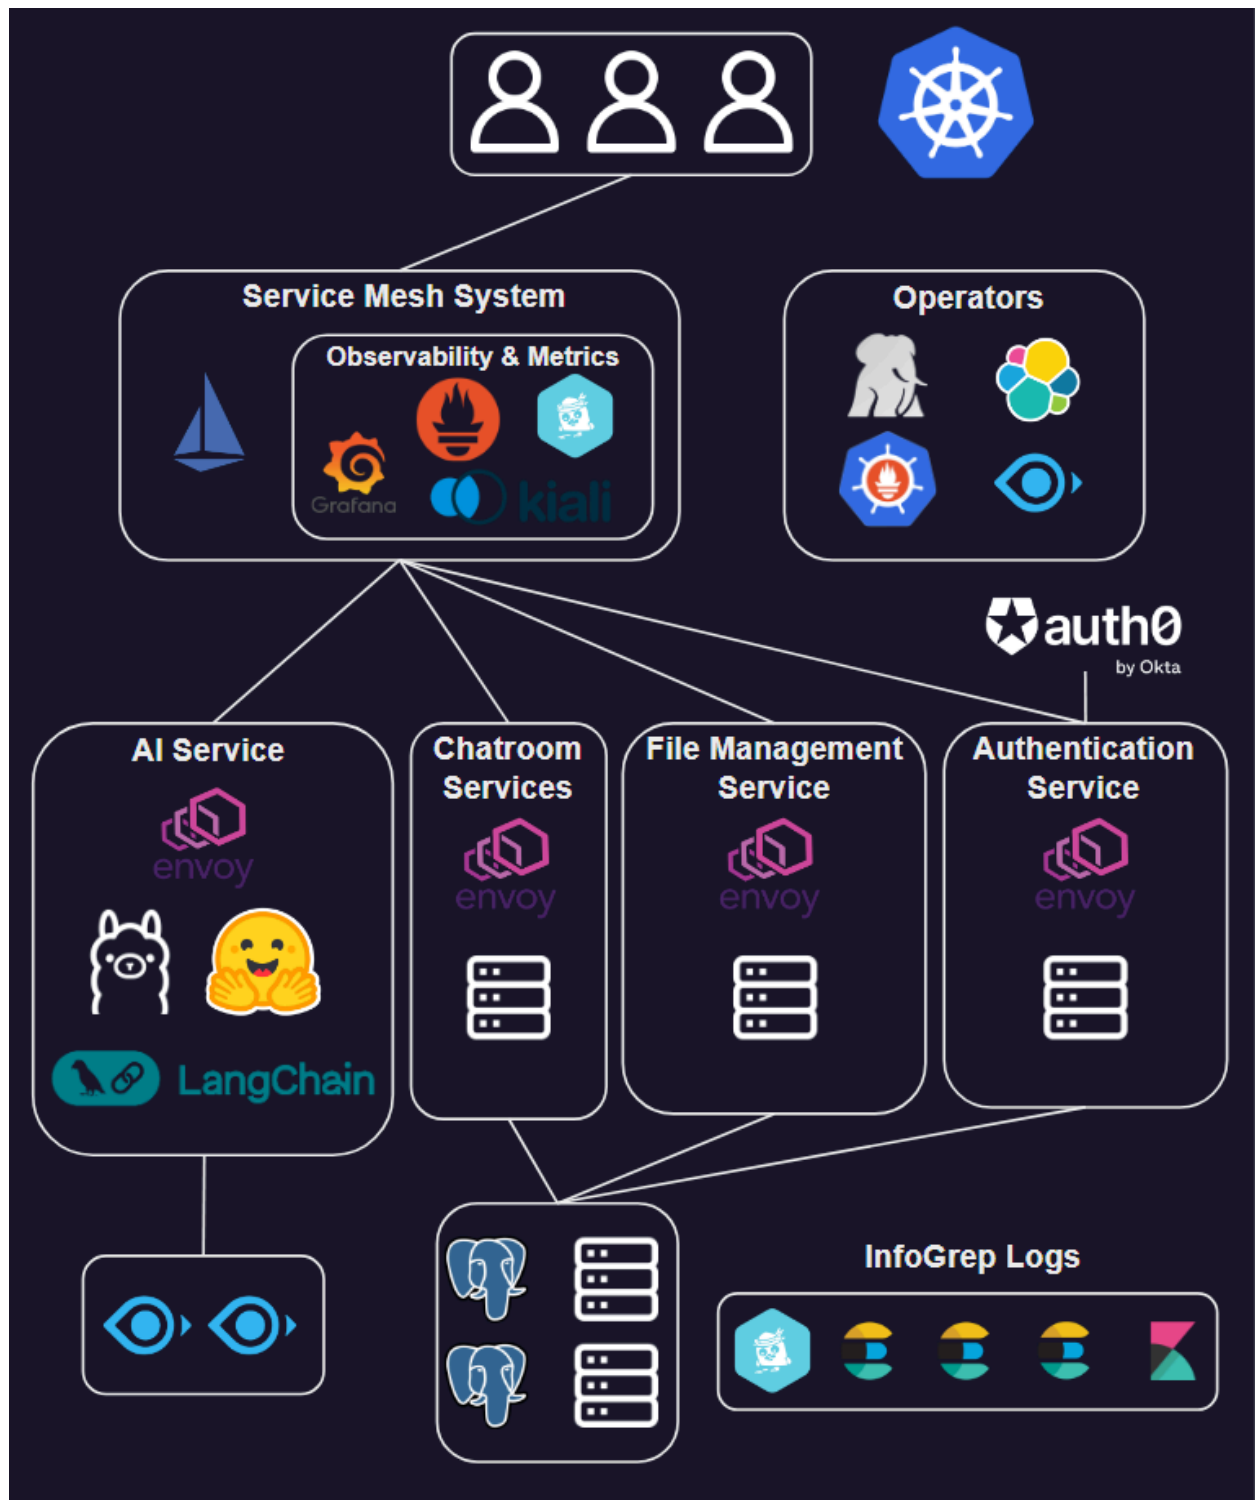 Service Mesh System
Operators
Observability & Metrics
Grafana
kiali
auth0
by Okta
AI Service
envoy
LangChain
Chatroom
Services
envoy
File Management
Service
envoy
Authentication
Service
envoy
InfoGrep Logs